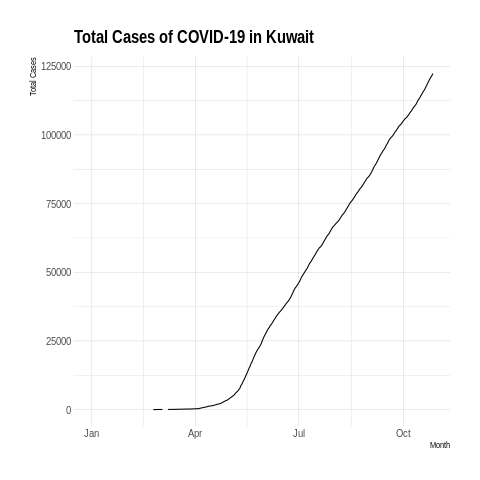 Total Cases of COVID-19 in Kuwait
Total Cases
125000
100000
75000
50000
25000
0
Jan Apr Jul Oct
Month